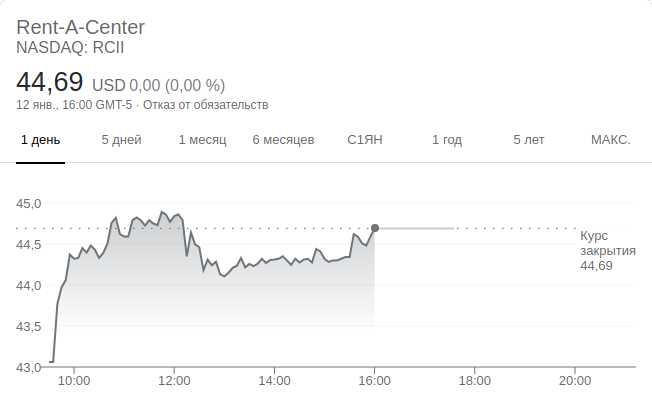 Rent-A-Center
NASDAQ: RCII
44,69 USD 0,00 (0,00 %)
12 янв., 16:00 GMT-5 · Отказ от обязательств
1 день 5 дней 1 месяц 6 месяцев С1ЯН 1 год 5 лет МАКС.
45,0
44,5
44,0
43,5
43,0
Курс
закрытия
44,69
10:00 12:00 14:00 16:00 18:00 20:00